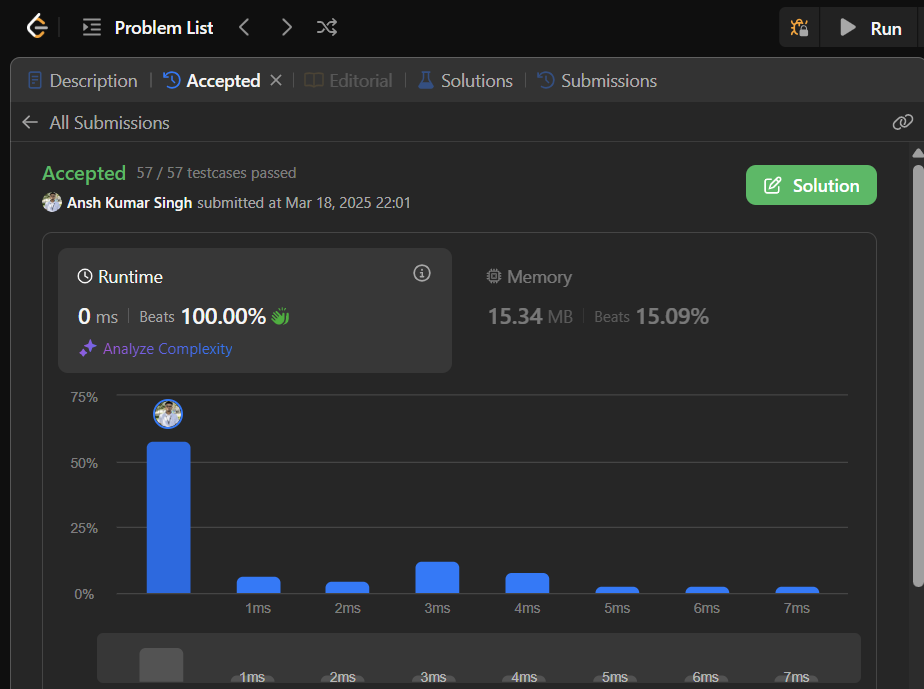 Problem List
Run
Description
Accepted
Editorial
Solutions
Submissions
All Submissions
Accepted 57 / 57 testcases passed
Ansh Kumar Singh submitted at Mar 18, 2025 22:01
Solution
Runtime
0 ms Beats 100.00%
Analyze Complexity
Memory
15.34 MB Beats 15.09%
75%
50%
25%
0%
1ms 2ms 3ms 4ms 5ms 6ms 7ms
1ms 2ms 3ms 4ms 5ms 6ms 7ms